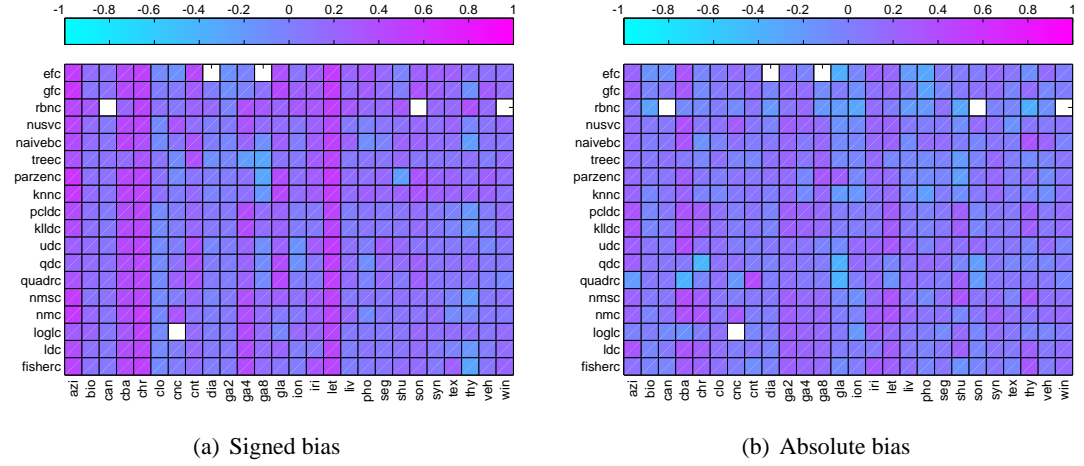 -1 -0.8 -0.6 -0.4 -0.2 0 0.2 0.4 0.6 0.8 1
efc
gfc
rbnc
nusvc
naivebc
treec
parzenc
knnc
pcldc
klldc
udc
qdc
quadrc
nmsc
nmc
loglc
ldc
fisherc
azi bio can cba chr clo cnc cnt dia ga2 ga4 ga8 gla ion iri let liv pho seg shu son syn tex thy veh win
(a) Signed bias
-1 -0.8 -0.6 -0.4 -0.2 0 0.2 0.4 0.6 0.8 1
efc
gfc
rbnc
nusvc
naivebc
treec
parzenc
knnc
pcldc
klldc
udc
qdc
quadrc
nmsc
nmc
loglc
ldc
fisherc
azi bio can cba chr clo cnc cnt dia ga2 ga4 ga8 gla ion iri let liv pho seg shu son syn tex thy veh win
(b) Absolute bias